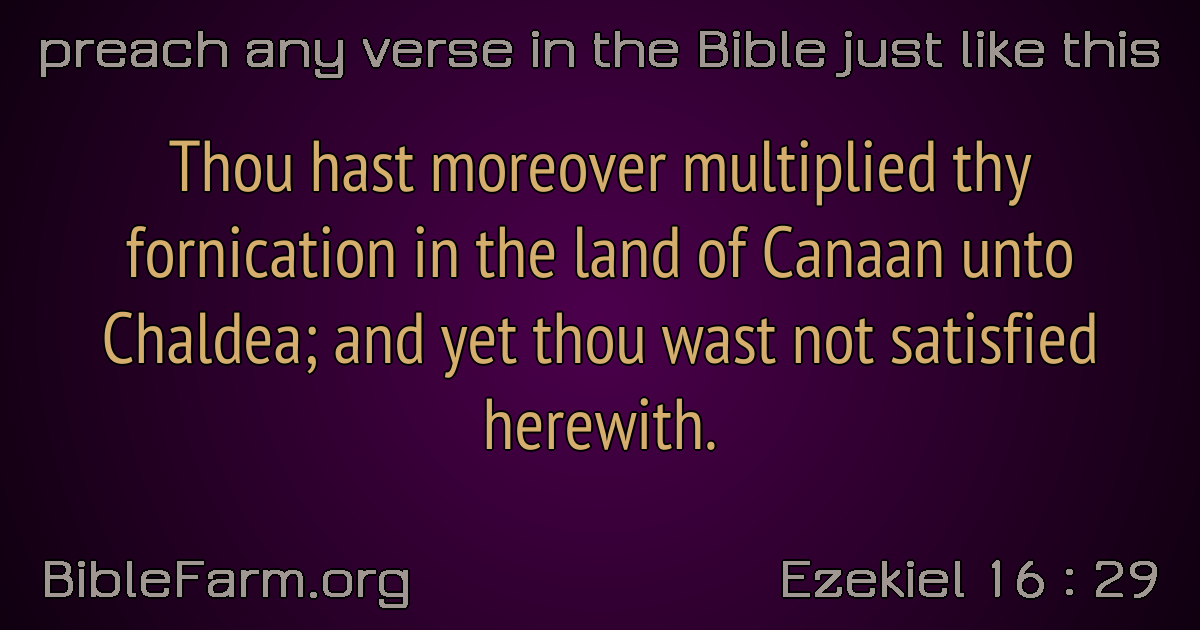 preach any verse in the Bible just like this
Thou hast moreover multiplied thy
fornication in the land of Canaan unto
Chaldea; and yet thou wast not satisfied
herewith.
BibleFarm.org
Ezekiel 16 : 29